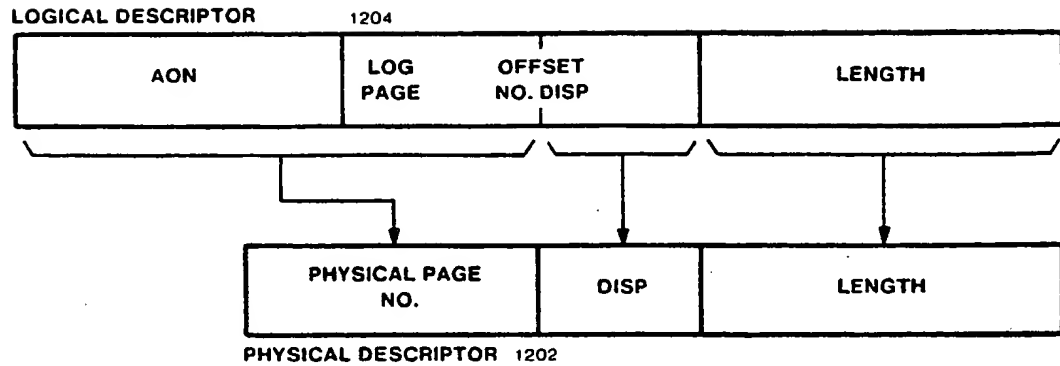 LOGICAL DESCRIPTOR 1204
AON
LOG
PAGE
OFFSET
NO. DISP
LENGTH
PHYSICAL PAGE
NO.
DISP
LENGTH
PHYSICAL DESCRIPTOR 1202